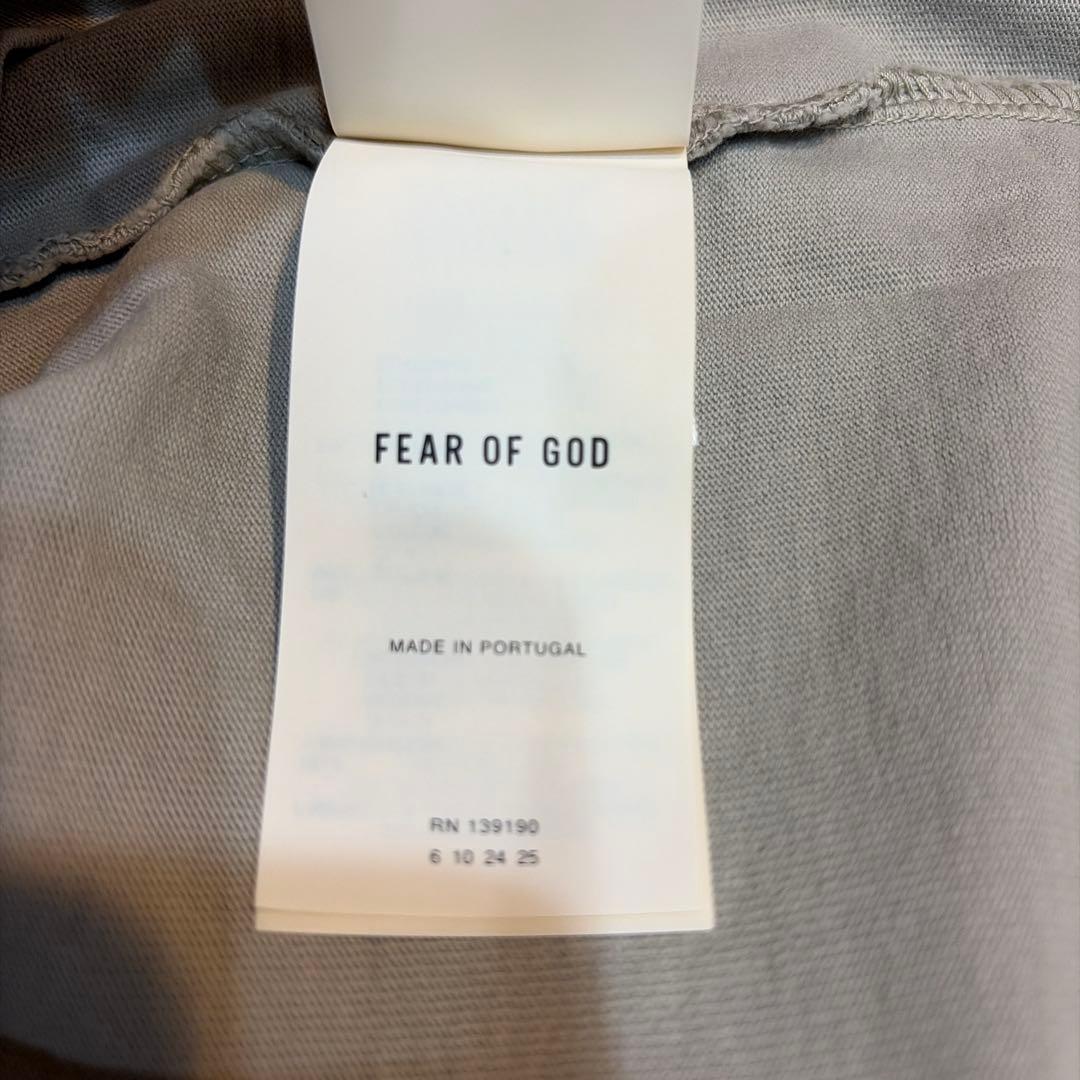 FEAR OF GOD
MADE IN PORTUGAL
RN 139190
6 10 24 25